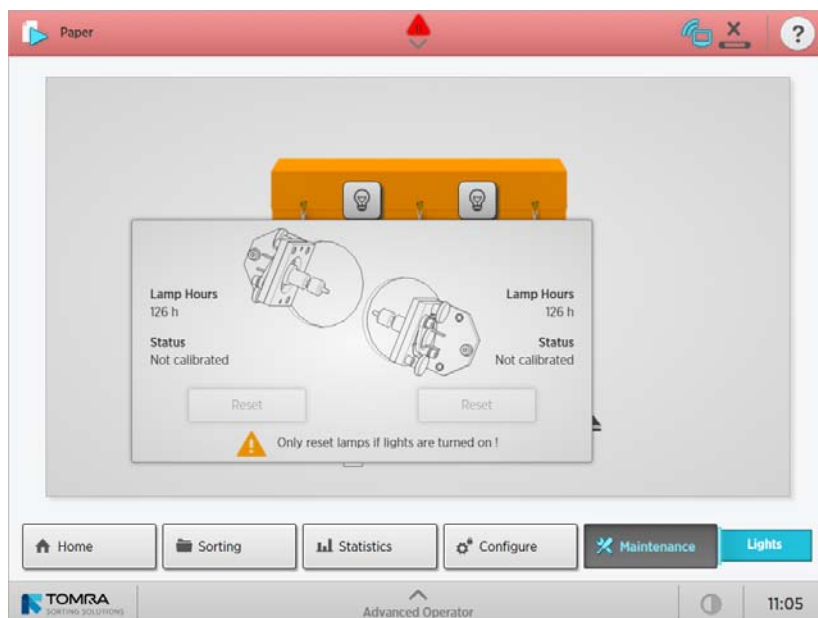 Paper
?
Lamp Hours
126 h
Status
Not calibrated
Lamp Hours
126 h
Status
Not calibrated
Reset
Reset
Only reset lamps if lights are turned on !
Home
Sorting
Statistics
Configure
Maintenance
Lights
TOMRA
SORTING SOLUTIONS
Advanced Operator
11:05